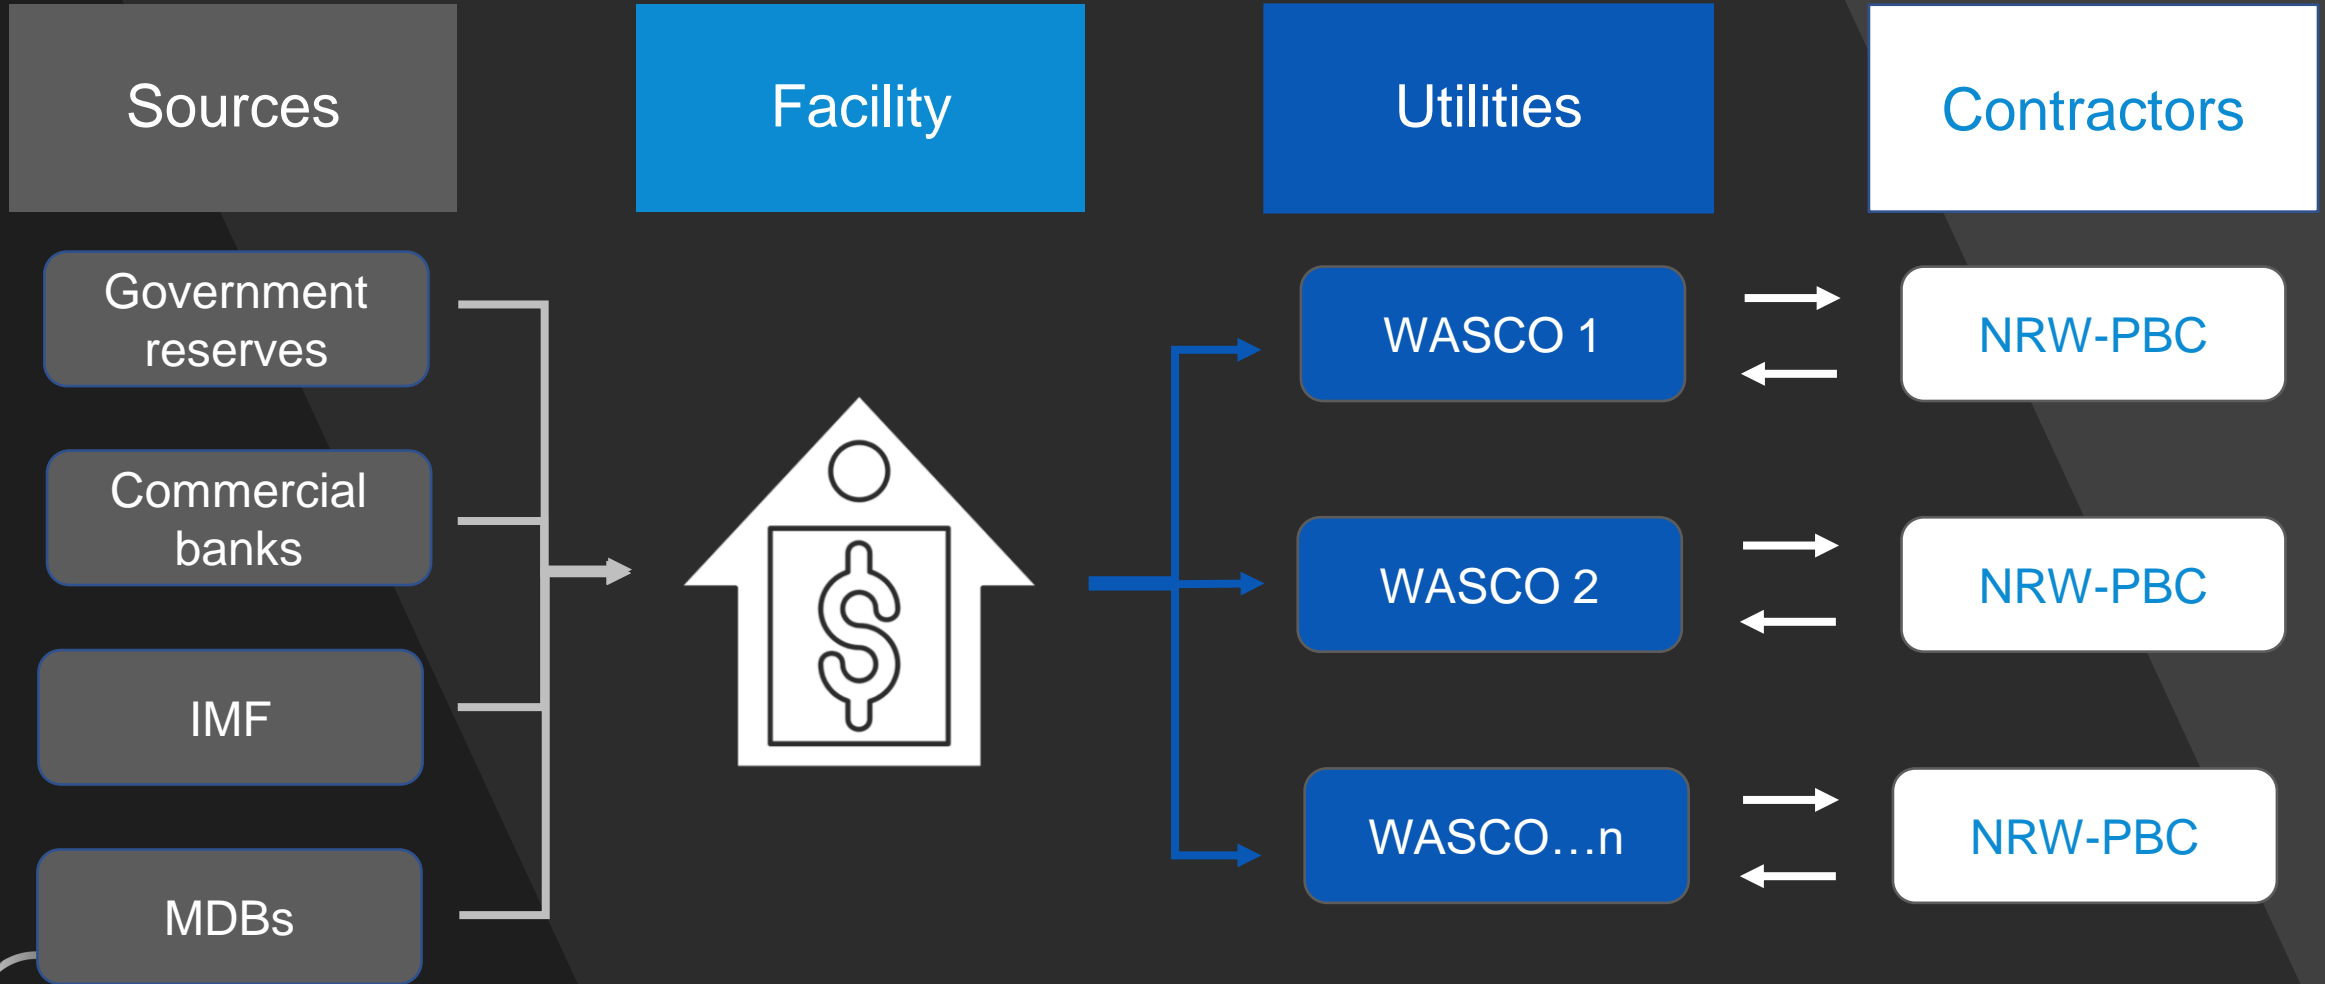 Sources
Facility
Utilities
Contractors
Government
reserves
Commercial
banks
IMF
MDBs
$
WASCO 1
WASCO 2
WASCO…n
NRW-PBC
NRW-PBC
NRW-PBC